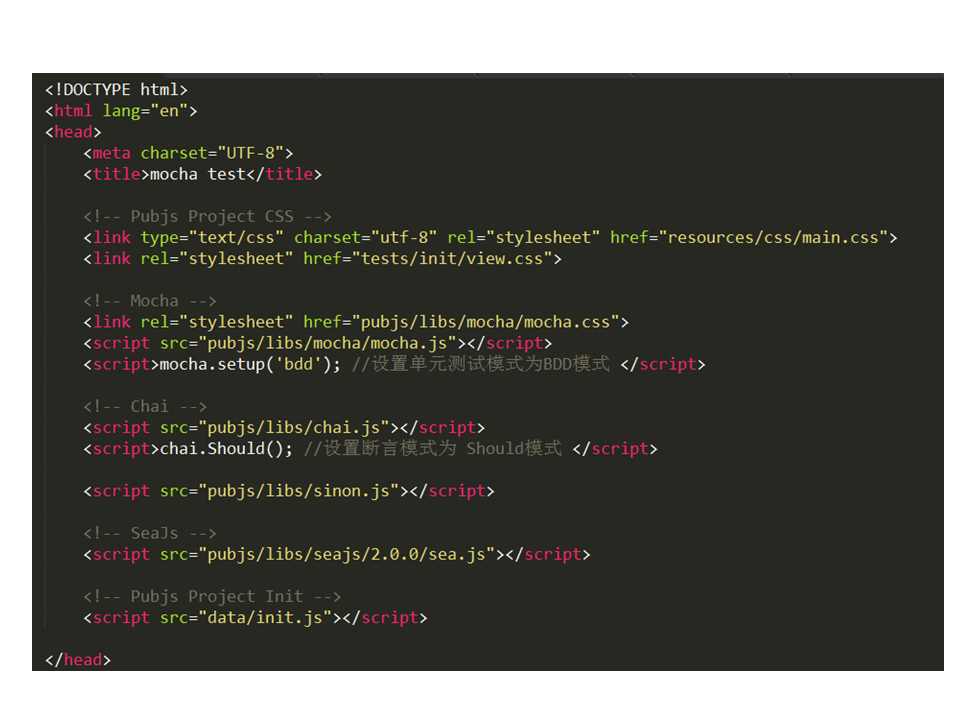 <!DOCTYPE html>
<html lang="en">
<head>
<meta charset="UTF-8">
<title>mocha test</title>
<!-- Pubjs Project CSS -->
<link type="text/css" charset="utf-8" rel="stylesheet" href="resources/css/main.css">
<link rel="stylesheet" href="tests/init/view.css">
<!-- Mocha -->
<link rel="stylesheet" href="pubjs/libs/mocha/mocha.css">
<script src="pubjs/libs/mocha/mocha.js"></script>
<script>mocha.setup('bdd'); //设置单元测试模式为BDD模式 </script>
<!-- Chai -->
<script src="pubjs/libs/chai.js"></script>
<script>chai.Should(); //设置断言模式为 Should模式 </script>
<script src="pubjs/libs/sinon.js"></script>
<!-- SeaJs -->
<script src="pubjs/libs/seajs/2.0.0/sea.js"></script>
<!-- Pubjs Project Init -->
<script src="data/init.js"></script>
</head>